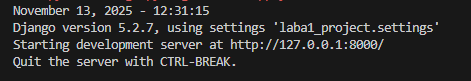 November 13, 2025 - 12:31:15
Django version 5.2.7, using settings 'laba1_project.settings'
Starting development server at http://127.0.0.1:8000/
Quit the server with CTRL-BREAK.